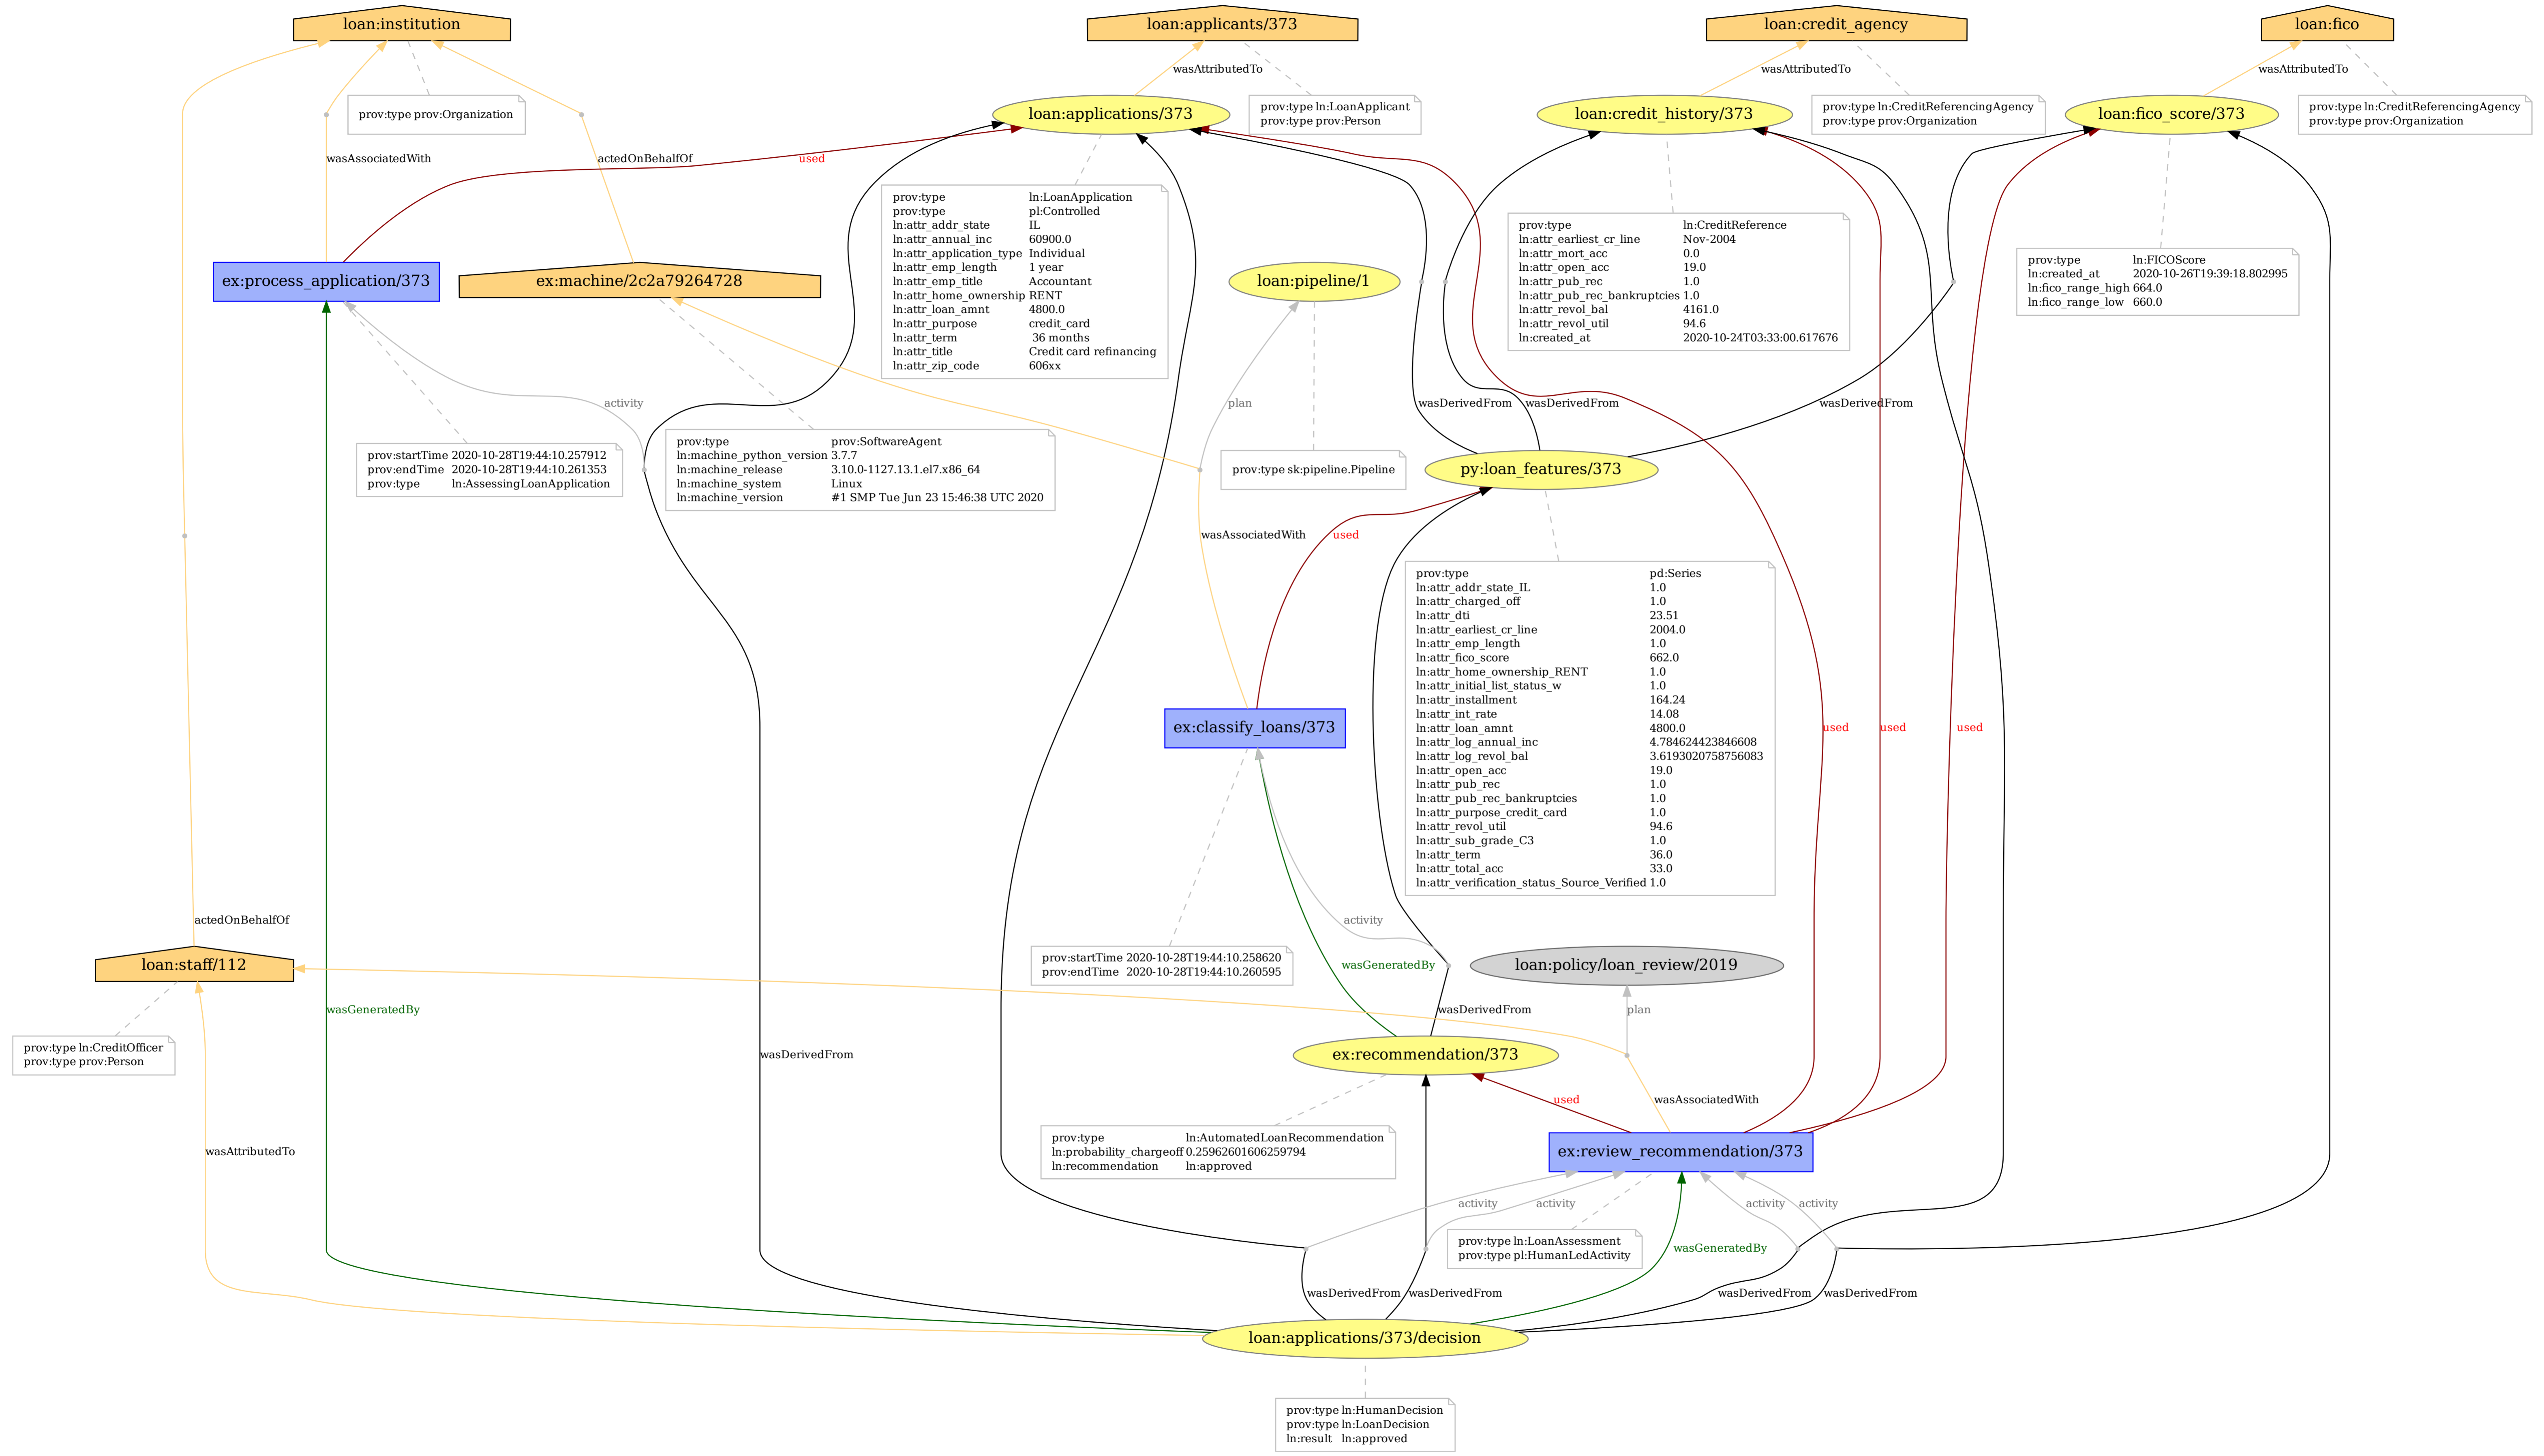 loan:institution
loan:applicants/373
loan:credit_agency
loan:fico
wasAttributedTo
wasAttributedTo
wasAttributedTo
prov:type prov:Organization
loan:applications/373
prov:type ln:LoanApplicant
prov:type prov:Person
loan:credit_history/373
prov:type ln:CreditReferencingAgency
prov:type prov:Organization
loan:fico_score/373
prov:type ln:CreditReferencingAgency
prov:type prov:Organization
wasAssociatedWith
actedOnBehalfOf
used
prov:type ln:LoanApplication
prov:type pl:Controlled
ln:attr_addr_state IL
ln:attr_annual_inc 60900.0
ln:attr_application_type Individual
ln:attr_emp_length 1 year
ln:attr_emp_title Accountant
ln:attr_home_ownership RENT
ln:attr_loan_amnt 4800.0
ln:attr_purpose credit_card
ln:attr_term 36 months
ln:attr_title Credit card refinancing
ln:attr_zip_code 606xx
prov:type ln:CreditReference
ln:attr_earliest_cr_line Nov-2004
ln:attr_mort_acc 0.0
ln:attr_open_acc 19.0
ln:attr_pub_rec 1.0
ln:attr_pub_rec_bankruptcies 1.0
ln:attr_revol_bal 4161.0
ln:attr_revol_util 94.6
ln:created_at 2020-10-24T03:33:00.617676
prov:type ln:FICOScore
ln:created_at 2020-10-26T19:39:18.802995
ln:fico_range_high 664.0
ln:fico_range_low 660.0
ex:process_application/373
ex:machine/2c2a79264728
loan:pipeline/1
activity
plan
wasDerivedFrom
wasDerivedFrom
wasDerivedFrom
prov:startTime 2020-10-28T19:44:10.257912
prov:endTime 2020-10-28T19:44:10.261353
prov:type ln:AssessingLoanApplication
prov:type prov:SoftwareAgent
ln:machine_python_version 3.7.7
ln:machine_release 3.10.0-1127.13.1.el7.x86_64
ln:machine_system Linux
ln:machine_version #1 SMP Tue Jun 23 15:46:38 UTC 2020
prov:type sk:pipeline.Pipeline
py:loan_features/373
wasAssociatedWith
used
prov:type pd:Series
ln:attr_addr_state_IL 1.0
ln:attr_charged_off 1.0
ln:attr_dti 23.51
ln:attr_earliest_cr_line 2004.0
ln:attr_emp_length 1.0
ln:attr_fico_score 662.0
ln:attr_home_ownership_RENT 1.0
ln:attr_initial_list_status_w 1.0
ln:attr_installment 164.24
ln:attr_int_rate 14.08
ln:attr_loan_amnt 4800.0
ln:attr_log_annual_inc 4.784624423846608
ln:attr_log_revol_bal 3.6193020758756083
ln:attr_open_acc 19.0
ln:attr_pub_rec 1.0
ln:attr_pub_rec_bankruptcies 1.0
ln:attr_purpose_credit_card 1.0
ln:attr_revol_util 94.6
ln:attr_sub_grade_C3 1.0
ln:attr_term 36.0
ln:attr_total_acc 33.0
ln:attr_verification_status_Source_Verified 1.0
ex:classify_loans/373
used
used
used
actedOnBehalfOf
activity
loan:staff/112
prov:startTime 2020-10-28T19:44:10.258620
prov:endTime 2020-10-28T19:44:10.260595
wasGeneratedBy
loan:policy/loan_review/2019
wasGeneratedBy
wasDerivedFrom
plan
prov:type ln:CreditOfficer
prov:type prov:Person
wasDerivedFrom
ex:recommendation/373
used
wasAssociatedWith
wasAttributedTo
prov:type ln:AutomatedLoanRecommendation
ln:probability_chargeoff 0.25962601606259794
ln:recommendation ln:approved
ex:review_recommendation/373
activity
activity
activity
activity
prov:type ln:LoanAssessment
prov:type pl:HumanLedActivity
wasGeneratedBy
wasDerivedFrom
wasDerivedFrom
wasDerivedFrom
wasDerivedFrom
loan:applications/373/decision
prov:type ln:HumanDecision
prov:type ln:LoanDecision
ln:result ln:approved